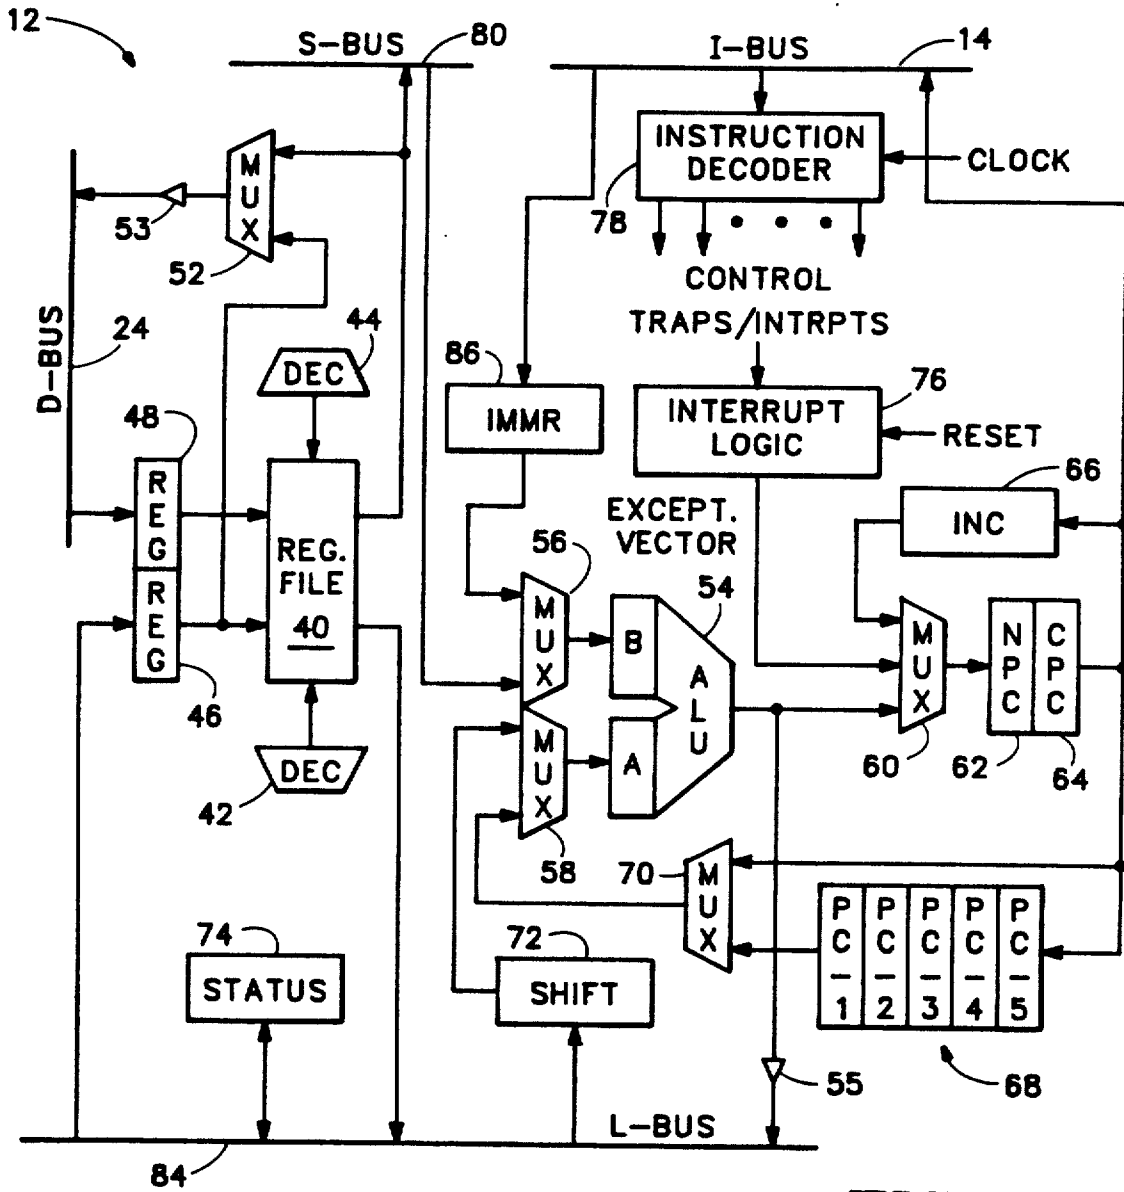 12
S-BUS
80
I-BUS
14
MUX
INSTRUCTION
DECODER
CLOCK
53
78
52
CONTROL
D-BUS
24
44
TRAPS/INTRPTS
DEC
86
76
48
IMMR
INTERRUPT
LOGIC
RESET
66
REG
EXCEPT.
VECTOR
INC
REG.
FILE
40
56
54
REG
MUX
B
ALU
MUX
NPC
CPC
46
MUX
A
60
62
64
DEC
42
58
70
MUX
PC-1
PC-2
PC-3
PC-4
PC-5
74
72
STATUS
SHIFT
55
68
L-BUS
84